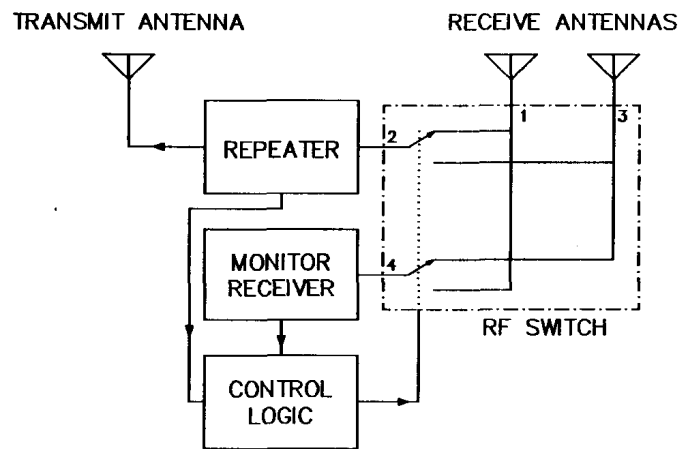 TRANSMIT ANTENNA
RECEIVE ANTENNAS
1
3
2
REPEATER
4
MONITOR
RECEIVER
RF SWITCH
CONTROL
LOGIC